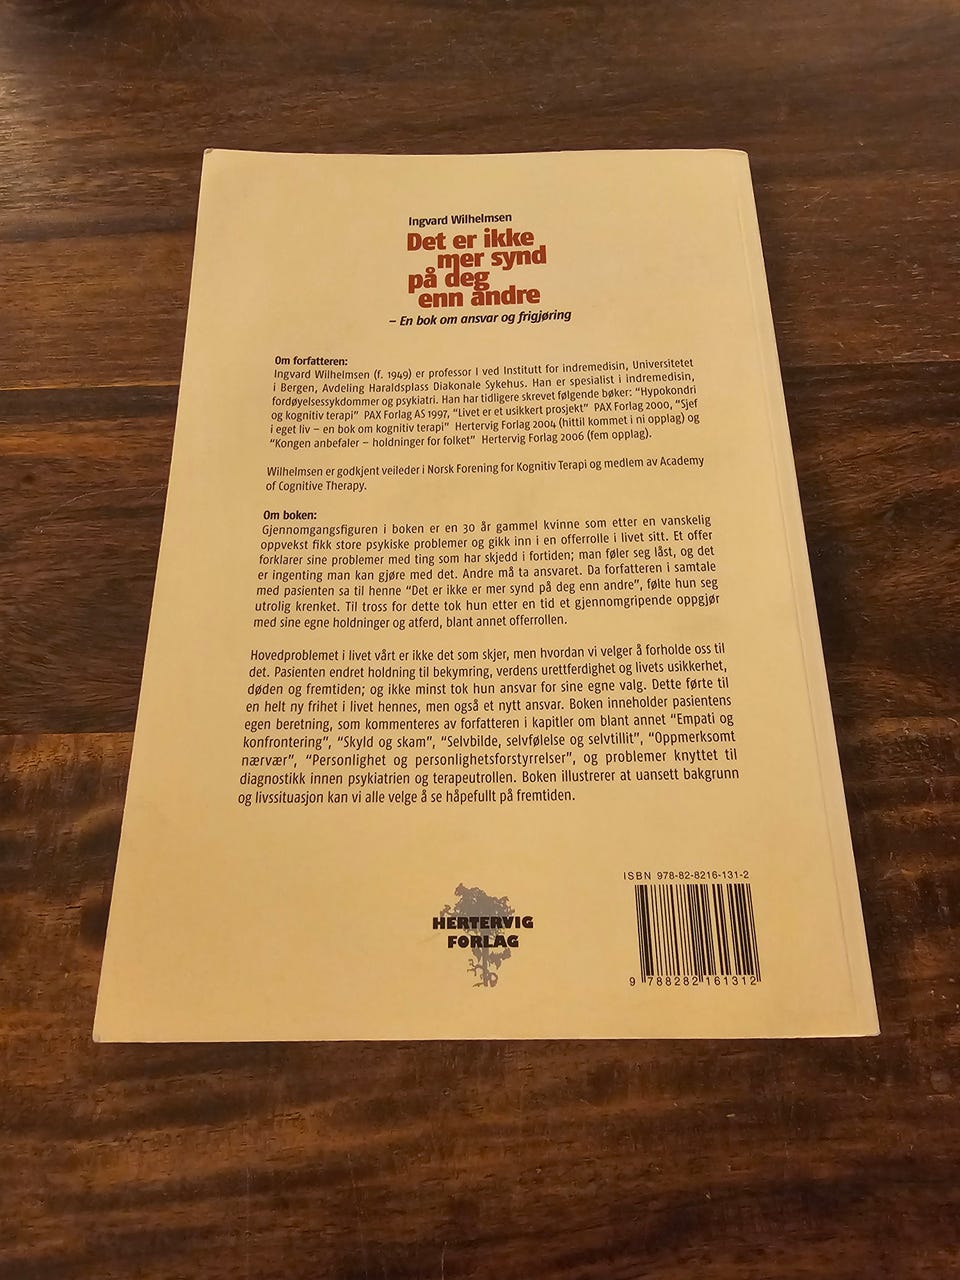 Ingvard Wilhelmsen
Det er ikke
mer synd
på deg
enn andre
– En bok om ansvar og frigjøring
Om forfatteren:
Ingvard Wilhelmsen (f. 1949) er professor I ved Institutt for indremedisin, Universitetet
i Bergen, Avdeling Haraldsplass Diakonale Sykehus. Han er spesialist i indremedisin,
fordøyelsessykdommer og psykiatri. Han har tidligere skrevet følgende bøker: "Hypokondri
og kognitiv terapi" PAX Forlag AS 1997, "Livet er et usikkert prosjekt" PAX Forlag 2000, "Sjef
i eget liv – en bok om kognitiv terapi" Hertervig Forlag 2004 (hittil kommet i ni opplag) og
"Kongen anbefaler – holdninger for folket" Hertervig Forlag 2006 (fem opplag).
Wilhelmsen er godkjent veileder i Norsk Forening for Kognitiv Terapi og medlem av Academy
of Cognitive Therapy.
Om boken:
Gjennomgangsfiguren i boken er en 30 år gammel kvinne som etter en vanskelig
oppvekst fikk store psykiske problemer og gikk inn i en offerrolle i livet sitt. Et offer
forklarer sine problemer med ting som har skjedd i fortiden; man føler seg låst, og det
er ingenting man kan gjøre med det. Andre må ta ansvaret. Da forfatteren i samtale
med pasienten sa til henne "Det er ikke er mer synd på deg enn andre", følte hun seg
utrolig krenket. Til tross for dette tok hun etter en tid et gjennomgripende oppgjør
med sine egne holdninger og atferd, blant annet offerrollen.
Hovedproblemet i livet vårt er ikke det som skjer, men hvordan vi velger å forholde oss til
det. Pasienten endret holdning til bekymring, verdens urettferdighet og livets usikkerhet,
døden og fremtiden; og ikke minst tok hun ansvar for sine egne valg. Dette førte til
en helt ny frihet i livet hennes, men også et nytt ansvar. Boken inneholder pasientens
egen beretning, som kommenteres av forfatteren i kapitler om blant annet "Empati og
konfrontering", "Skyld og skam", "Selvbilde, selvfølelse og selvtillit", "Oppmerksomt
nærvær", "Personlighet og personlighetsforstyrrelser", og problemer knyttet til
diagnostikk innen psykiatrien og terapeutrollen. Boken illustrerer at uansett bakgrunn
og livssituasjon kan vi alle velge å se håpefullt på fremtiden.
HERTERVIG
FORLAG
ISBN 978-82-8216-131-2
9 788282 161312